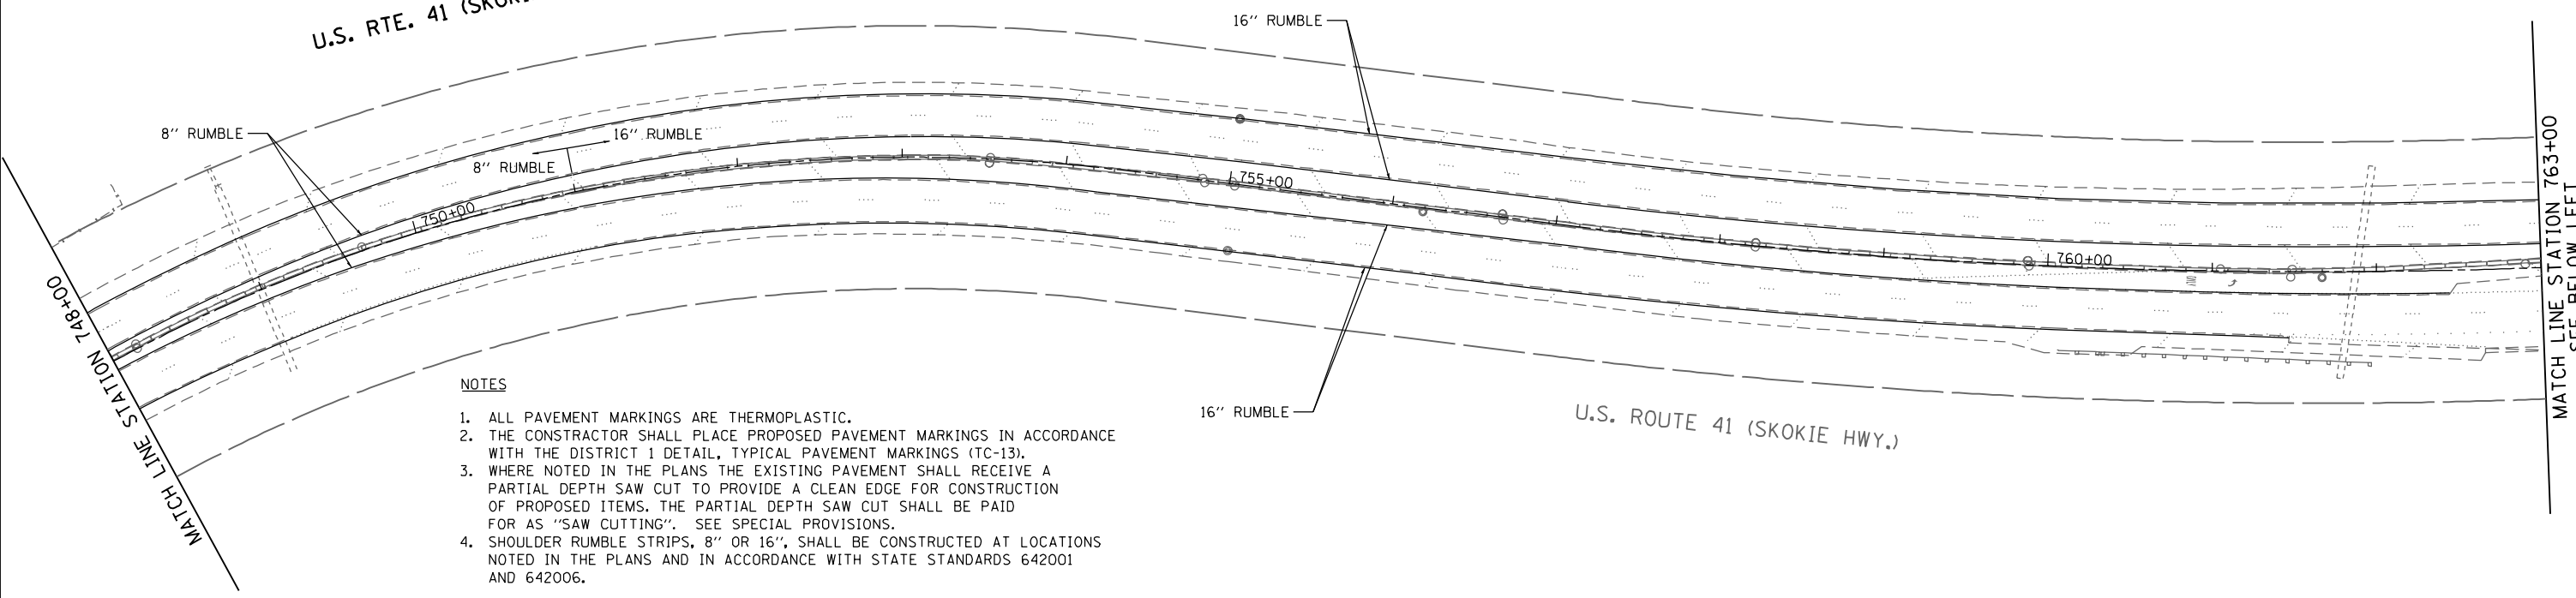 U.S. RTE. 41 (SKOKI
16" RUMBLE
8" RUMBLE
16" RUMBLE
8" RUMBLE
750+00
755+00
760+00
MATCH LINE STATION 748+00
MATCH LINE STATION 763+00
SEE BELOW LEFT
16" RUMBLE
U.S. ROUTE 41 (SKOKIE HWY.)
NOTES
1. ALL PAVEMENT MARKINGS ARE THERMOPLASTIC.
2. THE CONSTRACTOR SHALL PLACE PROPOSED PAVEMENT MARKINGS IN ACCORDANCE
WITH THE DISTRICT 1 DETAIL, TYPICAL PAVEMENT MARKINGS (TC-13).
3. WHERE NOTED IN THE PLANS THE EXISTING PAVEMENT SHALL RECEIVE A
PARTIAL DEPTH SAW CUT TO PROVIDE A CLEAN EDGE FOR CONSTRUCTION
OF PROPOSED ITEMS. THE PARTIAL DEPTH SAW CUT SHALL BE PAID
FOR AS "SAW CUTTING". SEE SPECIAL PROVISIONS.
4. SHOULDER RUMBLE STRIPS, 8" OR 16", SHALL BE CONSTRUCTED AT LOCATIONS
NOTED IN THE PLANS AND IN ACCORDANCE WITH STATE STANDARDS 642001
AND 642006.